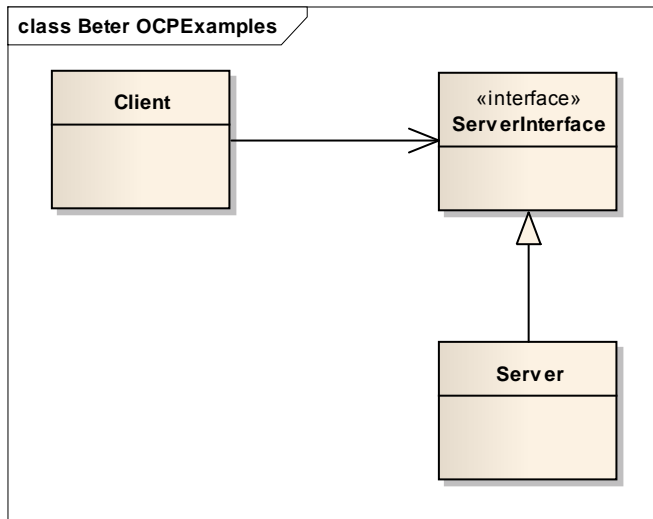 class Beter OCPExamples
Client
«interface»
ServerInterface
Server